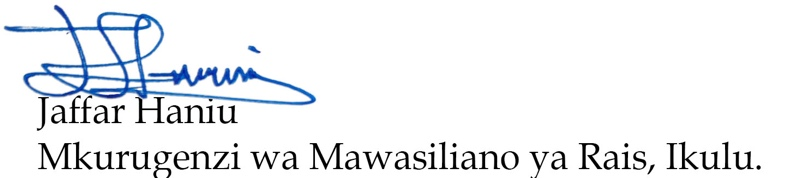 Jaffar Haniu
Mkurugenzi wa Mawasiliano ya Rais, Ikulu.